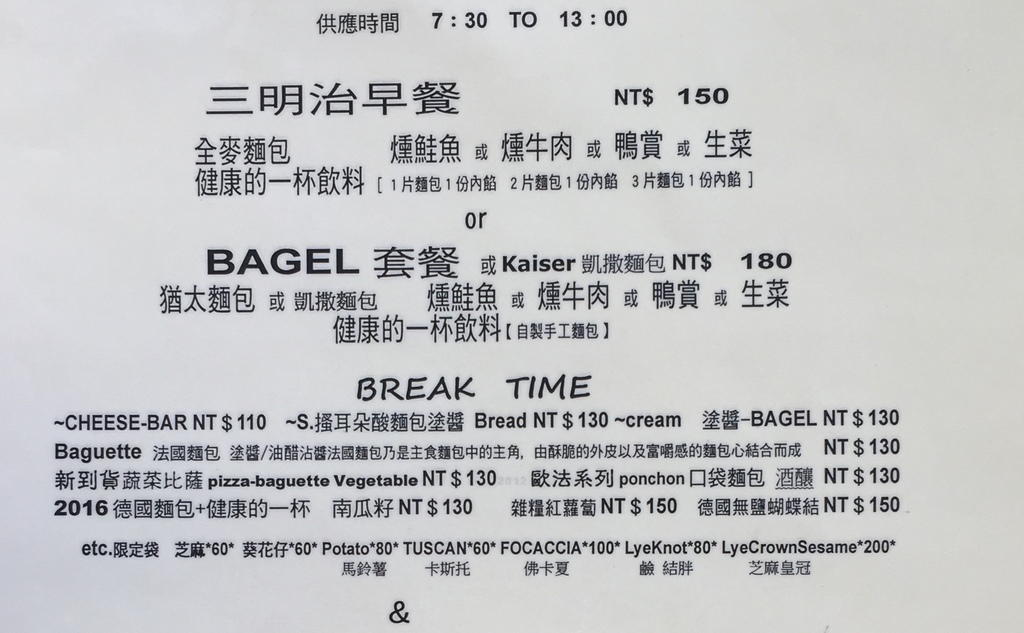 供應時間 7：30 TO 13：00
三明治早餐 NT$ 150
全麥麵包 燻鮭魚 或 燻牛肉 或 鴨賞 或 生菜
健康的一杯飲料 [ 1片麵包1份內餡 2片麵包1份內餡 3片麵包1份內餡 ]
or
BAGEL 套餐 或Kaiser 凱撒麵包 NT$ 180
猶太麵包 或 凱撒麵包 燻鮭魚 或 燻牛肉 或 鴨賞 或 生菜
健康的一杯飲料【自製手工麵包】
BREAK TIME
~CHEESE-BAR NT＄110 ~S.搔耳朵酸麵包塗醬 Bread NT＄130 ~cream 塗醬–BAGEL NT＄130
Baguette 法國麵包 塗醬/油醋沾醬法國麵包乃是主食麵包中的主角，由酥脆的外皮以及富嚼感的麵包心結合而成 NT＄130
新到貨蔬菜比薩 pizza-baguette Vegetable NT＄130 歐法系列 ponchon 口袋麵包 酒釀 NT＄130
2016 德國麵包+健康的一杯 南瓜籽 NT＄130 雜糧紅蘿蔔 NT＄150 德國無鹽蝴蝶結 NT＄150
etc.限定袋 芝麻*60* 葵花仔*60* Potato*80* TUSCAN*60* FOCACCIA*100* LyeKnot*80* LyeCrownSesame*200*
馬鈴薯 卡斯托 佛卡夏 鹼 結胖 芝麻皇冠
&